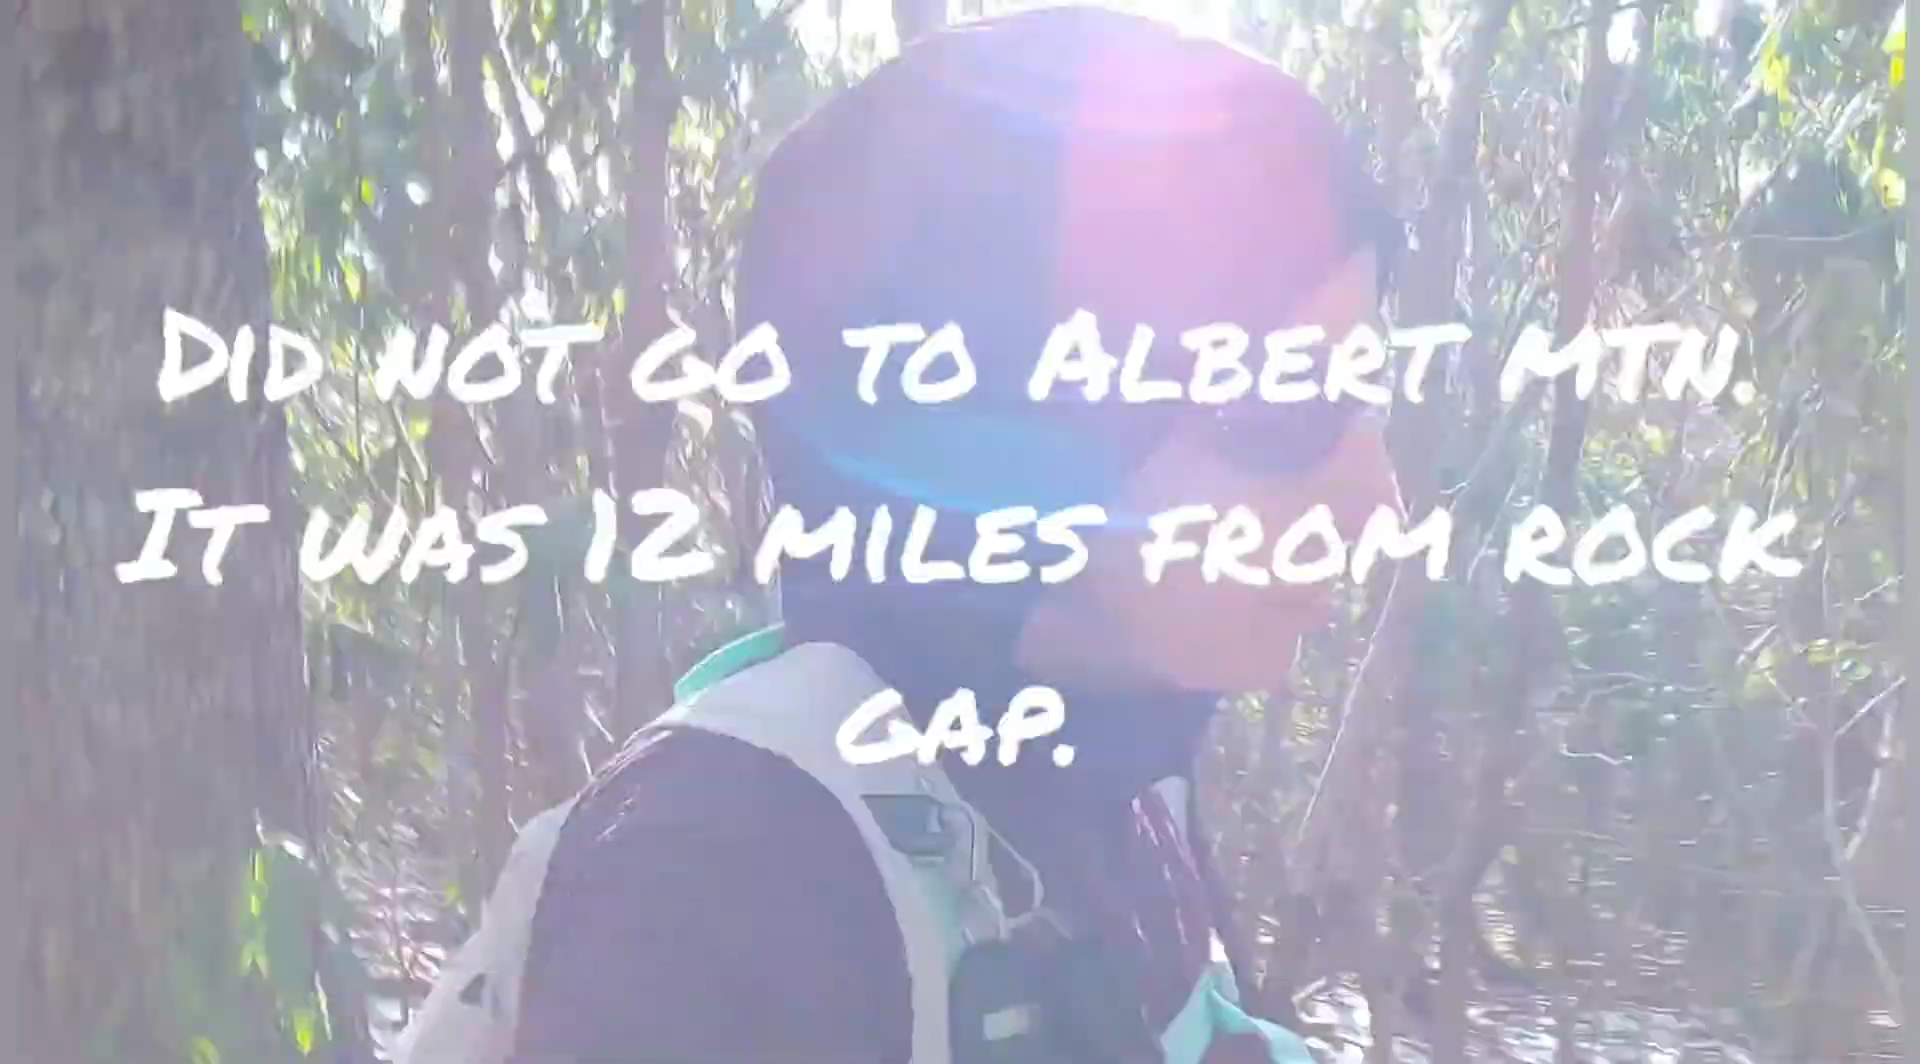 Did not go to Albert mtn.
It was 12 miles from rock
gap.